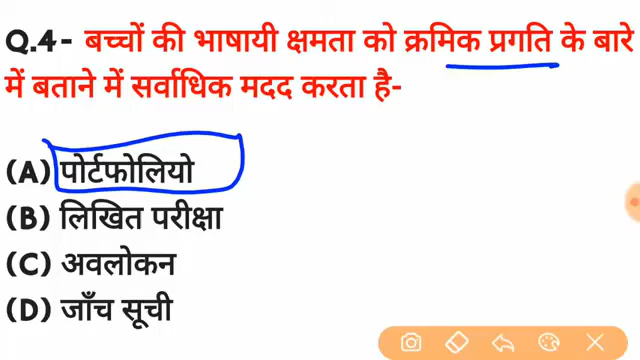 Q.4- बच्चों की भाषायी क्षमता को क्रमिक प्रगति के बारे
में बताने में सर्वाधिक मदद करता है-
(A) पोर्टफोलियो
(B) लिखित परीक्षा
(C) अवलोकन
(D) जाँच सूची